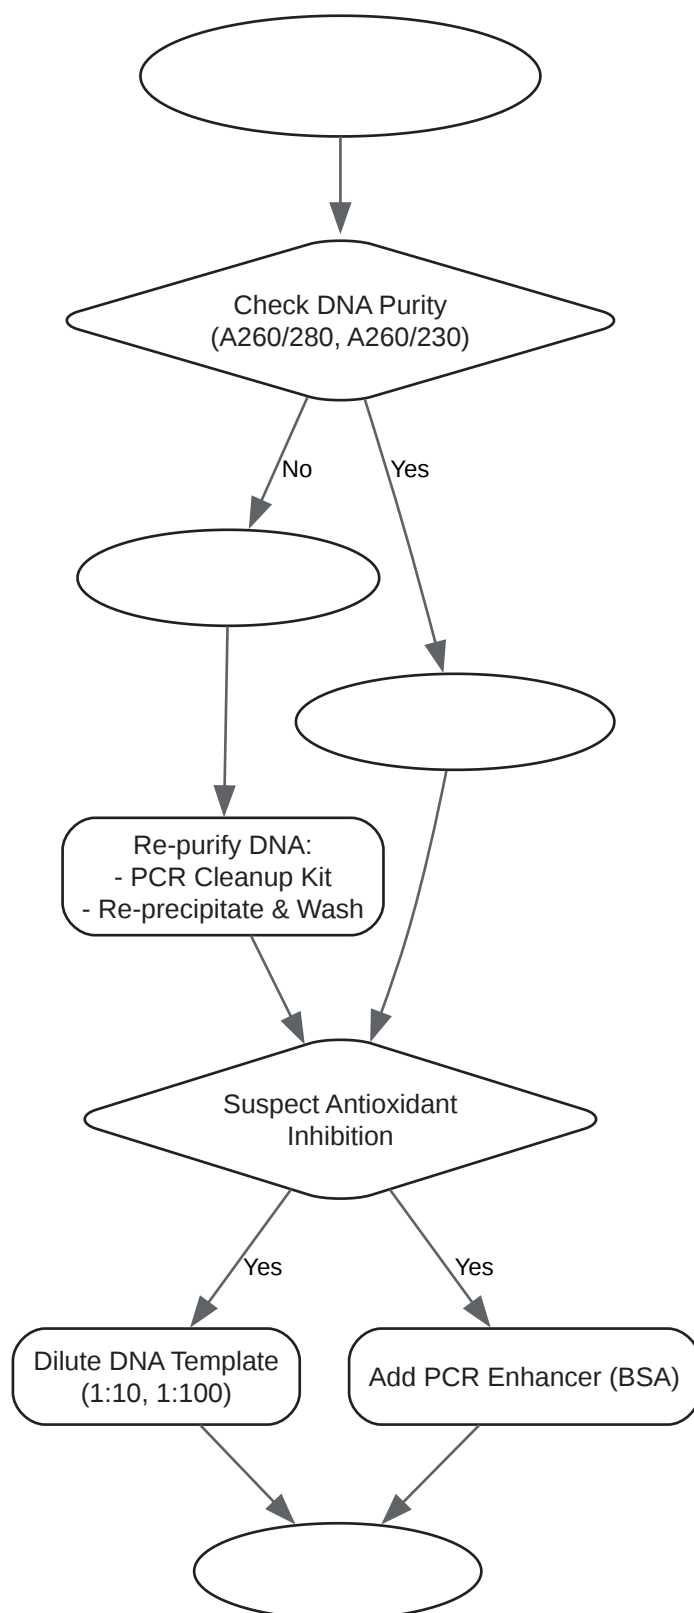 Check DNA Purity
(A260/280, A260/230)
No
Yes
Re-purify DNA:
- PCR Cleanup Kit
- Re-precipitate & Wash
Suspect Antioxidant
Inhibition
Yes
Yes
Dilute DNA Template
(1:10, 1:100)
Add PCR Enhancer (BSA)